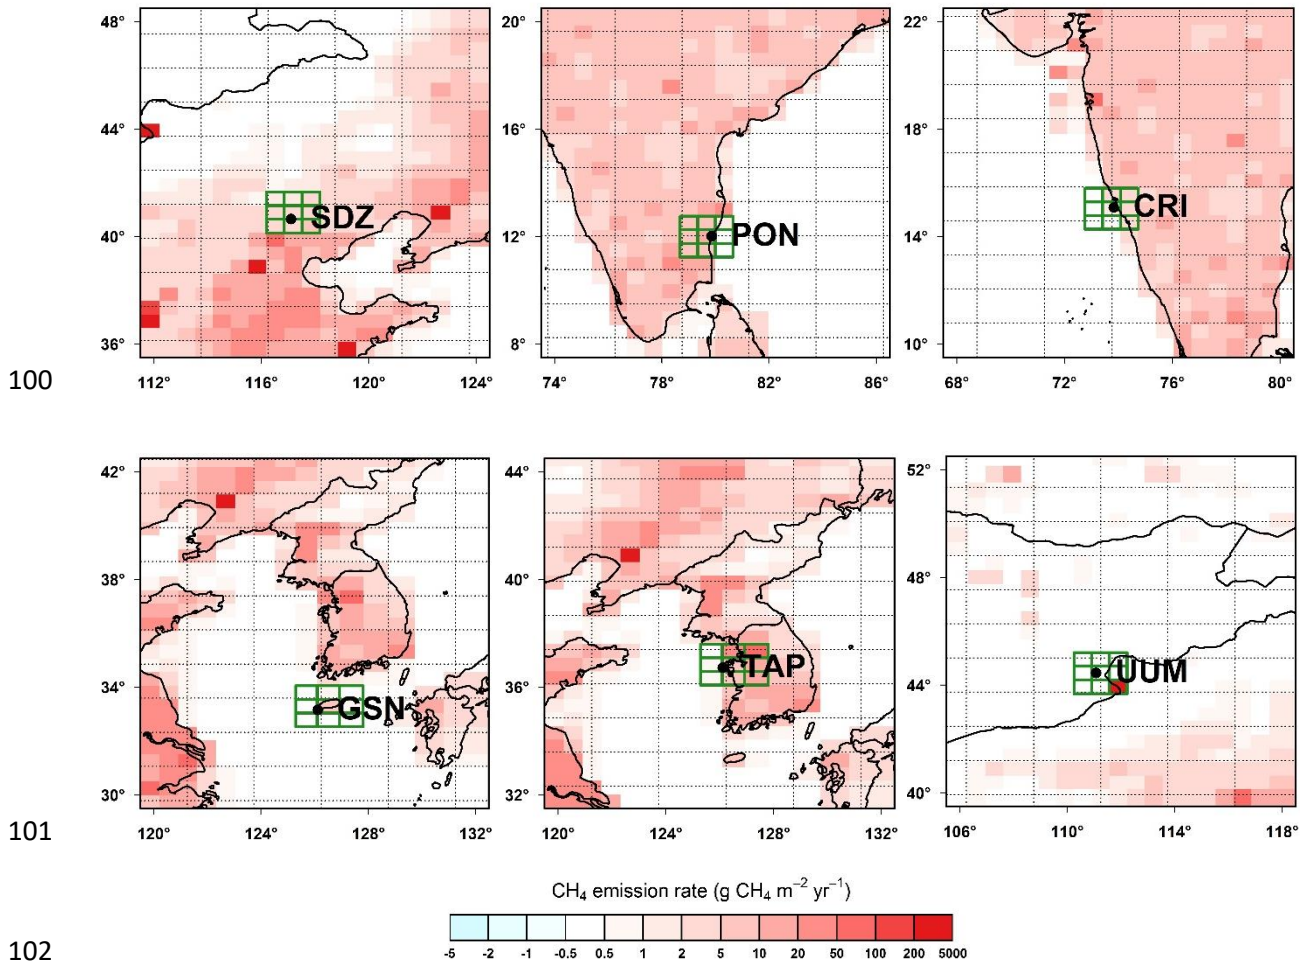 48°
44°
40°
36°
SDZ
112° 116° 120° 124°
20°
16°
12°
8°
PON
74° 78° 82° 86°
22°
18°
14°
10°
CRI
68° 72° 76° 80°
100
42°
38°
34°
30°
GSN
120° 124° 128° 132°
44°
40°
36°
32°
TAP
120° 124° 128° 132°
52°
48°
44°
40°
UUM
106° 110° 114° 118°
101
CH₄ emission rate (g CH₄ m⁻² yr⁻¹)
-5 -2 -1 -0.5 0.5 1 2 5 10 20 50 100 200 5000
102